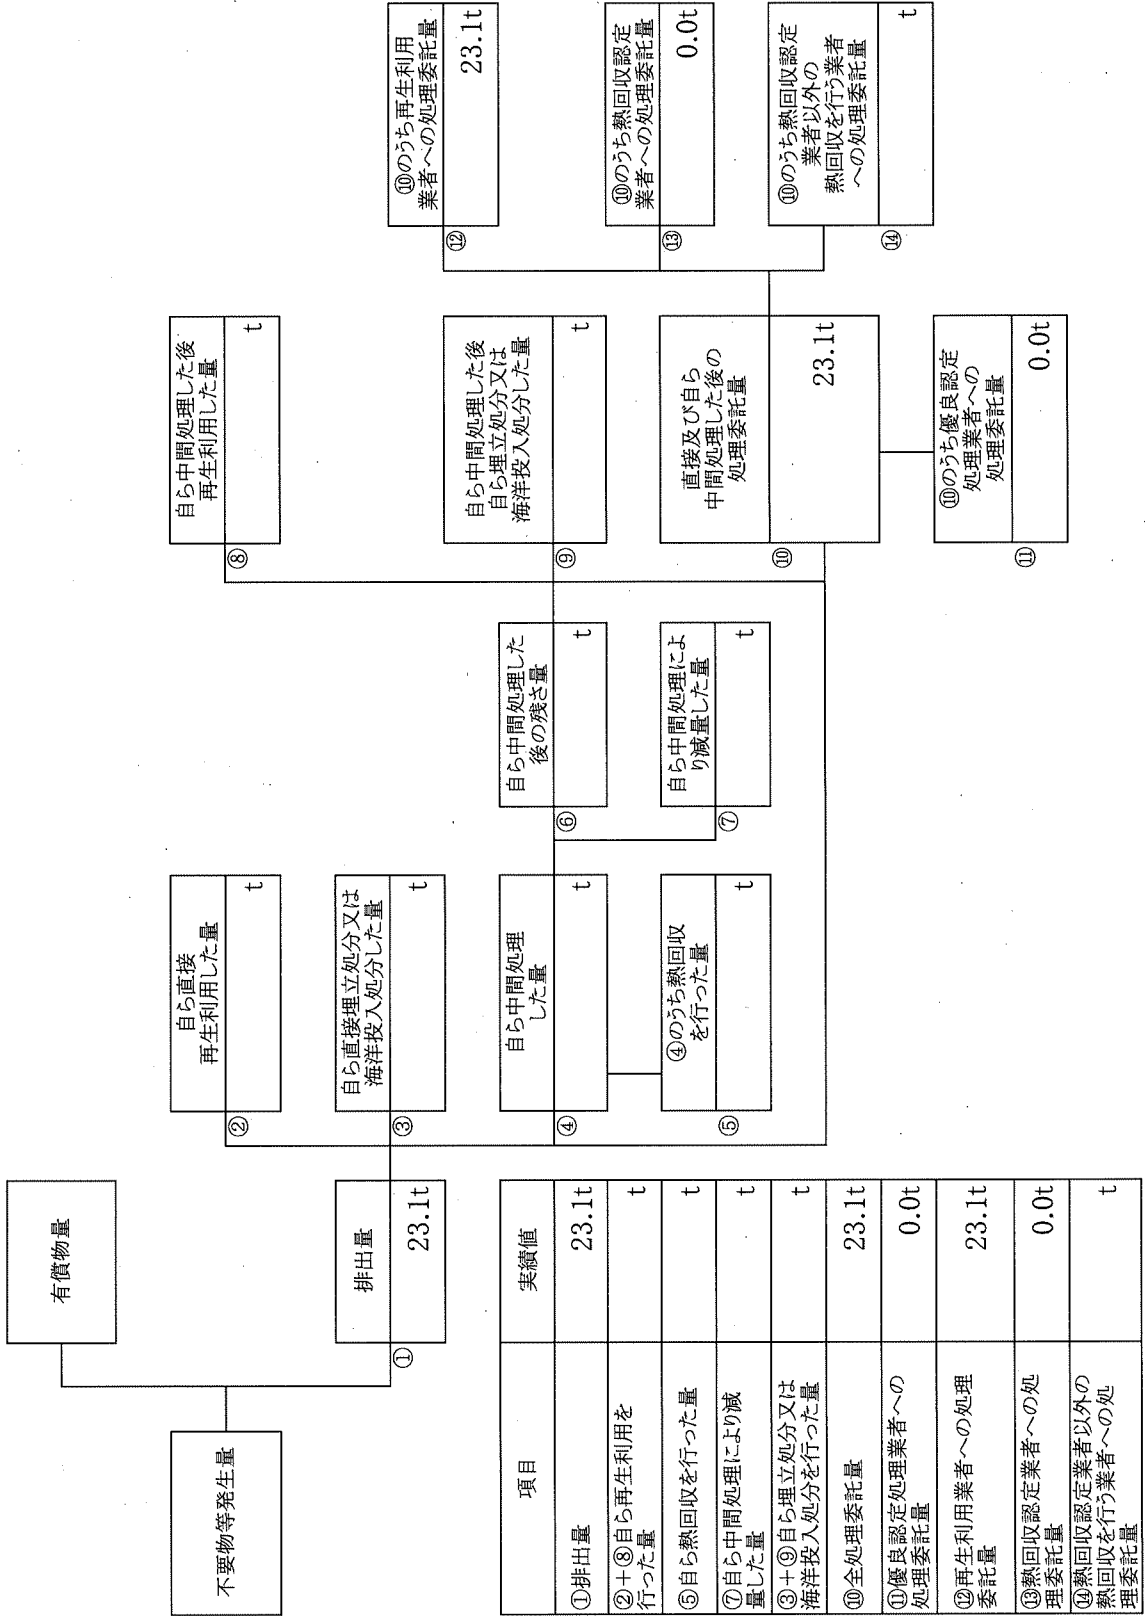 不要物等発生量
有償物量
①
排出量
23.1t
②
自ら直接
再生利用した量
t
③
自ら直接埋立処分又は
海洋投入処分した量
t
④
自ら中間処理
した量
t
⑤
④のうち熱回収
を行った量
t
⑥
自ら中間処理した
後の残さ量
t
⑦
自ら中間処理によ
り減量した量
t
⑧
自ら中間処理した後
再生利用した量
t
⑨
自ら中間処理した後
自ら埋立処分又は
海洋投入処分した量
t
⑩
直接及び自ら
中間処理した後の
処理委託量
23.1t
⑪
⑩のうち優良認定
処理業者への
処理委託量
0.0t
⑫
⑩のうち再生利用
業者への処理委託量
23.1t
⑬
⑩のうち熱回収認定
業者への処理委託量
0.0t
⑭
⑩のうち熱回収認定
業者以外の
熱回収を行う業者
への処理委託量
t
項目 実績値
①排出量 23.1t
②+⑧自ら再生利用を
行った量 t
⑤自ら熱回収を行った量 t
⑦自ら中間処理により減
量した量 t
③+⑨自ら埋立処分又は
海洋投入処分を行った量 t
⑩全処理委託量 23.1t
⑪優良認定処理業者への
処理委託量 0.0t
⑫再生利用業者への処理
委託量 23.1t
⑬熱回収認定業者への処
理委託量 0.0t
⑭熱回収認定業者以外の
熱回収を行う業者への処
理委託量 t